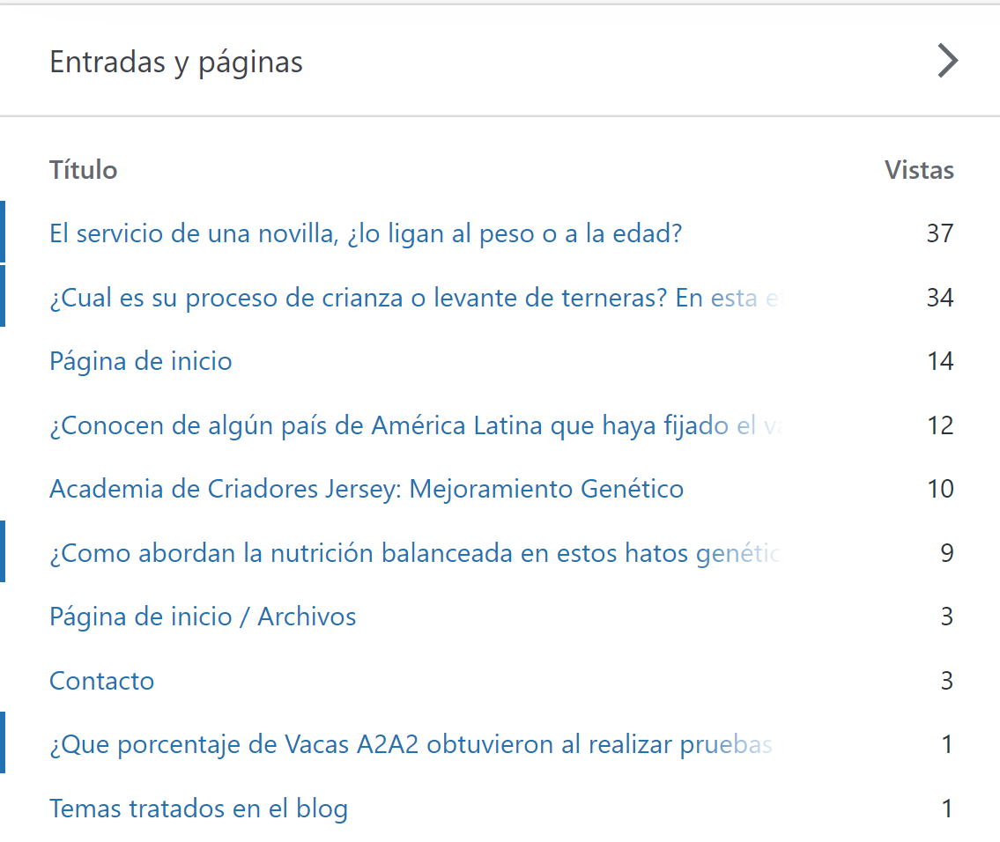 Entradas y páginas
Título Vistas
El servicio de una novilla, ¿lo ligan al peso o a la edad? 37
¿Cual es su proceso de crianza o levante de terneras? En esta 34
Página de inicio 14
¿Conocen de algún país de América Latina que haya fijado el 12
Academia de Criadores Jersey: Mejoramiento Genético 10
¿Como abordan la nutrición balanceada en estos hatos 9
Página de inicio / Archivos 3
Contacto 3
¿Que porcentaje de Vacas A2A2 obtuvieron al realizar pruebas 1
Temas tratados en el blog 1